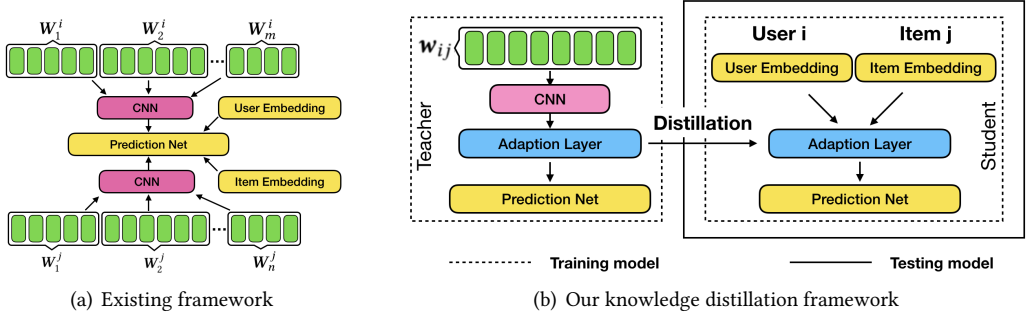 W_1^i W_2^i W_m^i
...
CNN
User Embedding
Prediction Net
CNN
Item Embedding
...
W_1^j W_2^j W_n^j
(a) Existing framework
w_{ij}
CNN
Adaption Layer
Prediction Net
Teacher
Distillation
User i Item j
User Embedding Item Embedding
Adaption Layer
Prediction Net
Student
Training model Testing model
(b) Our knowledge distillation framework